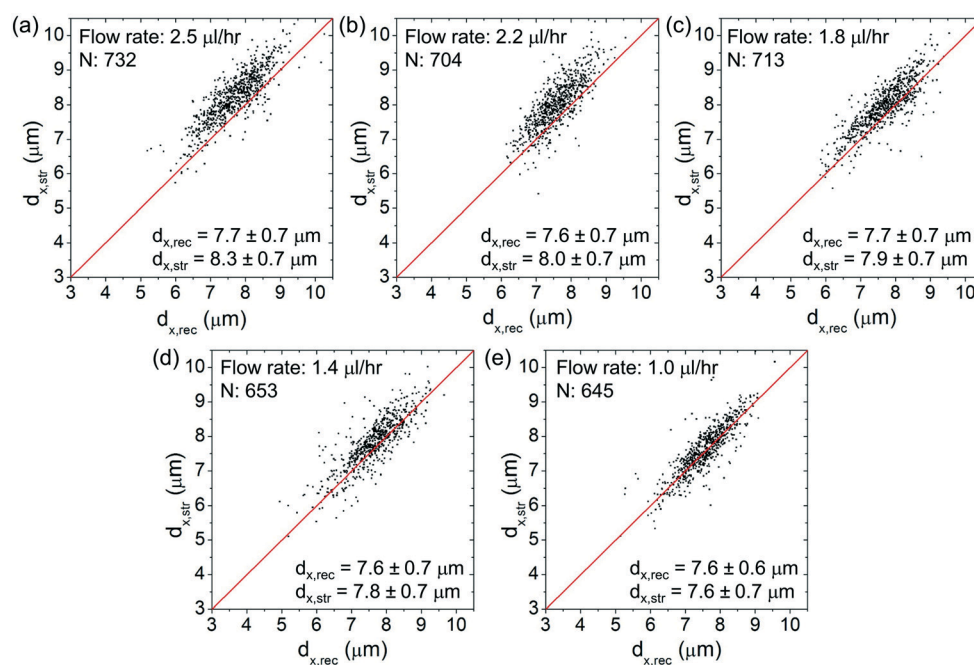 (a)
Flow rate: 2.5 µl/hr
N: 732
d_x,rec = 7.7 ± 0.7 µm
d_x,str = 8.3 ± 0.7 µm
d_x,str (µm)
10
9
8
7
6
5
4
3
3 4 5 6 7 8 9 10
d_x,rec (µm)
(b)
Flow rate: 2.2 µl/hr
N: 704
d_x,rec = 7.6 ± 0.7 µm
d_x,str = 8.0 ± 0.7 µm
d_x,str (µm)
10
9
8
7
6
5
4
3
3 4 5 6 7 8 9 10
d_x,rec (µm)
(c)
Flow rate: 1.8 µl/hr
N: 713
d_x,rec = 7.7 ± 0.7 µm
d_x,str = 7.9 ± 0.7 µm
d_x,str (µm)
10
9
8
7
6
5
4
3
3 4 5 6 7 8 9 10
d_x,rec (µm)
(d)
Flow rate: 1.4 µl/hr
N: 653
d_x,rec = 7.6 ± 0.7 µm
d_x,str = 7.8 ± 0.7 µm
d_x,str (µm)
10
9
8
7
6
5
4
3
3 4 5 6 7 8 9 10
d_x,rec (µm)
(e)
Flow rate: 1.0 µl/hr
N: 645
d_x,rec = 7.6 ± 0.6 µm
d_x,str = 7.6 ± 0.7 µm
d_x,str (µm)
10
9
8
7
6
5
4
3
3 4 5 6 7 8 9 10
d_x,rec (µm)